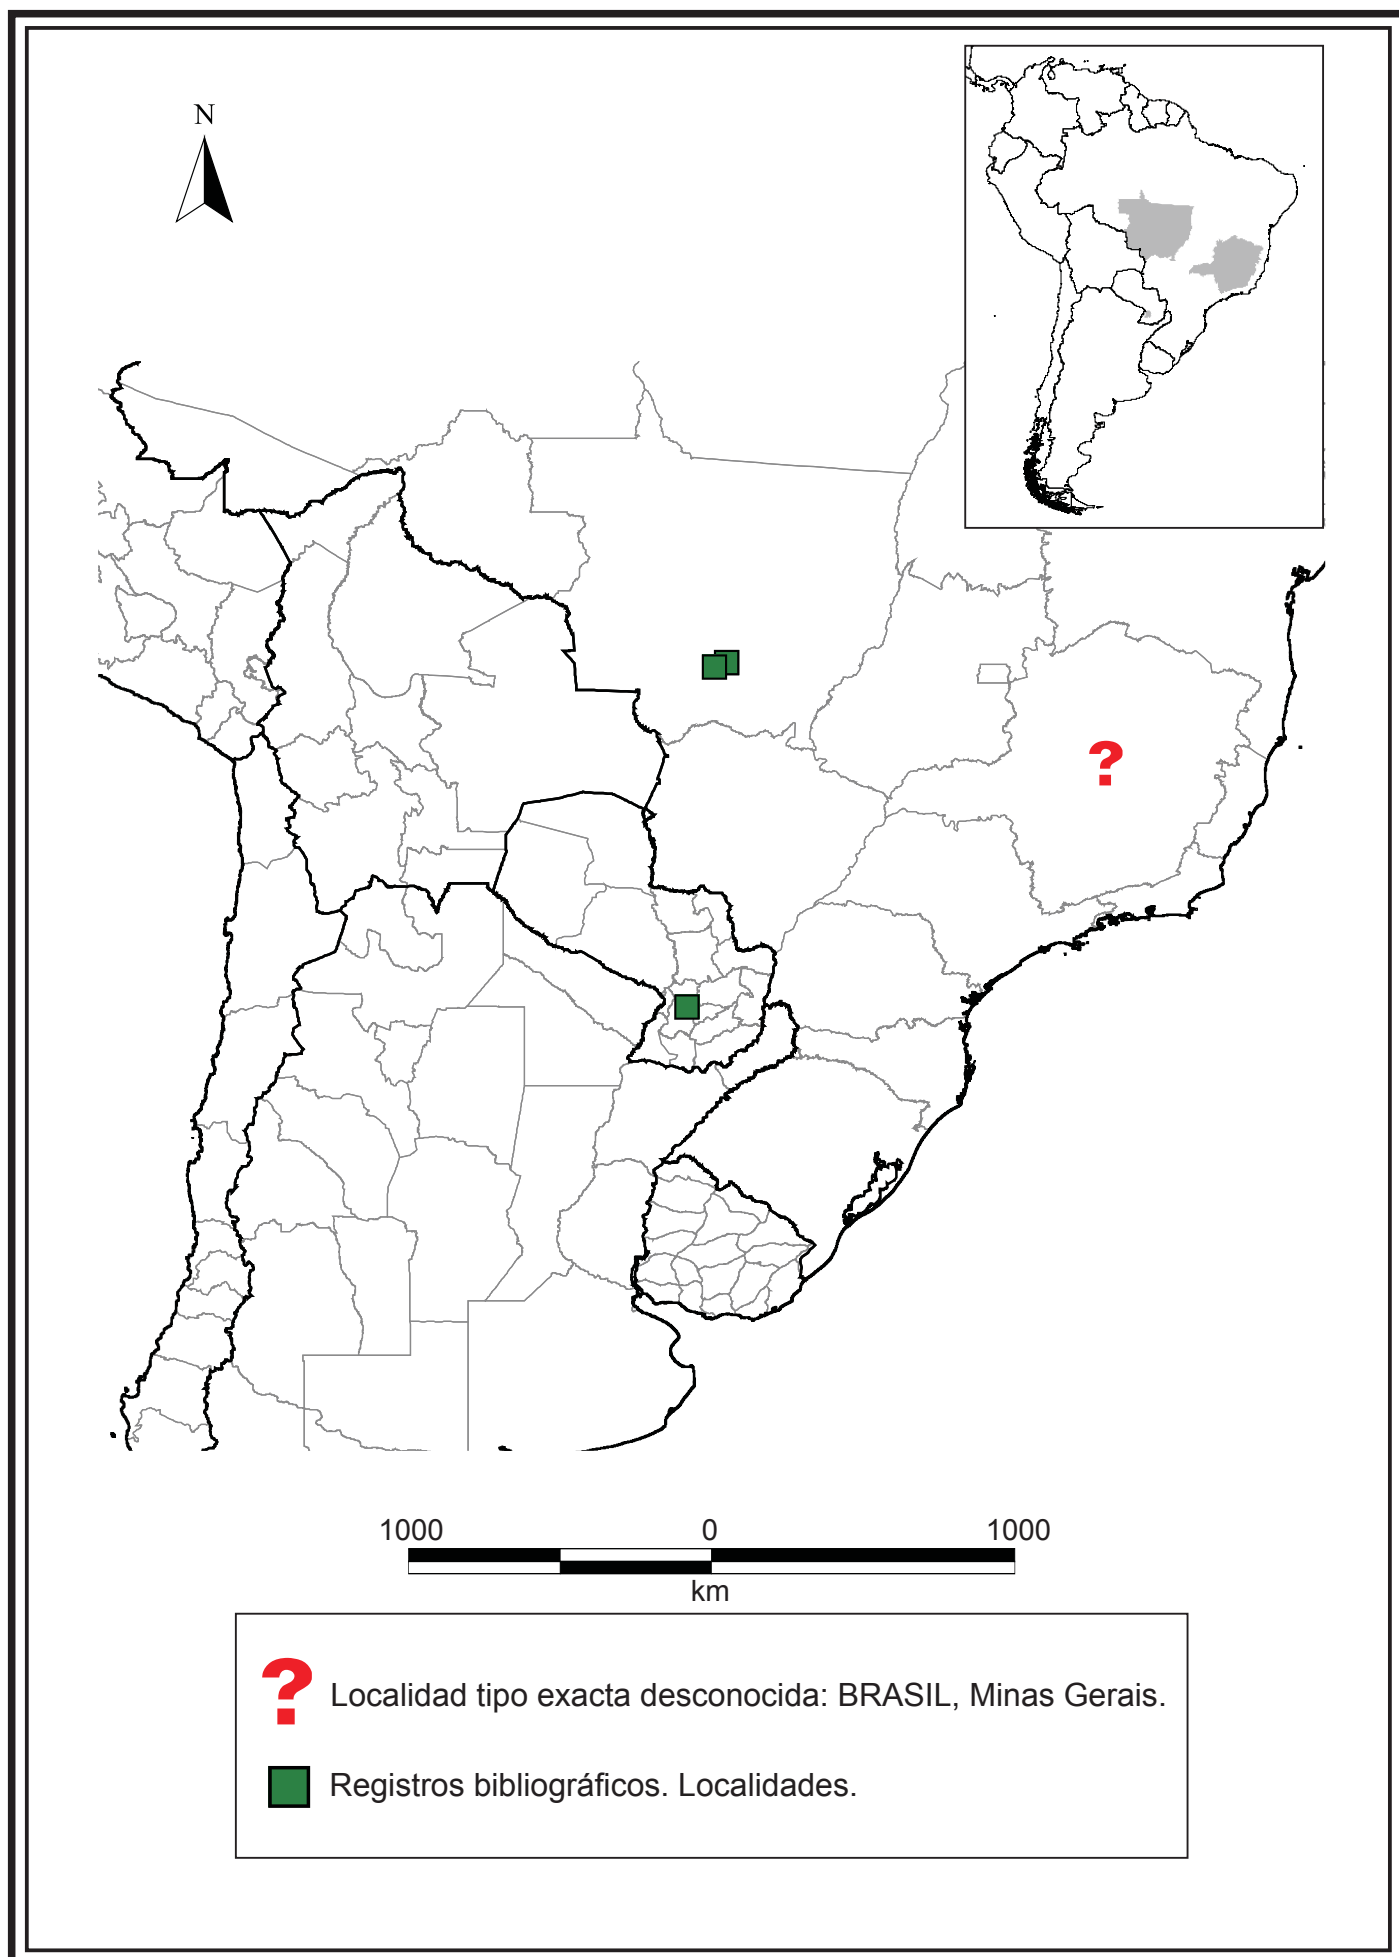 N
?
1000 0 1000
km
? Localidad tipo exacta desconocida: BRASIL, Minas Gerais.
Registros bibliográficos. Localidades.